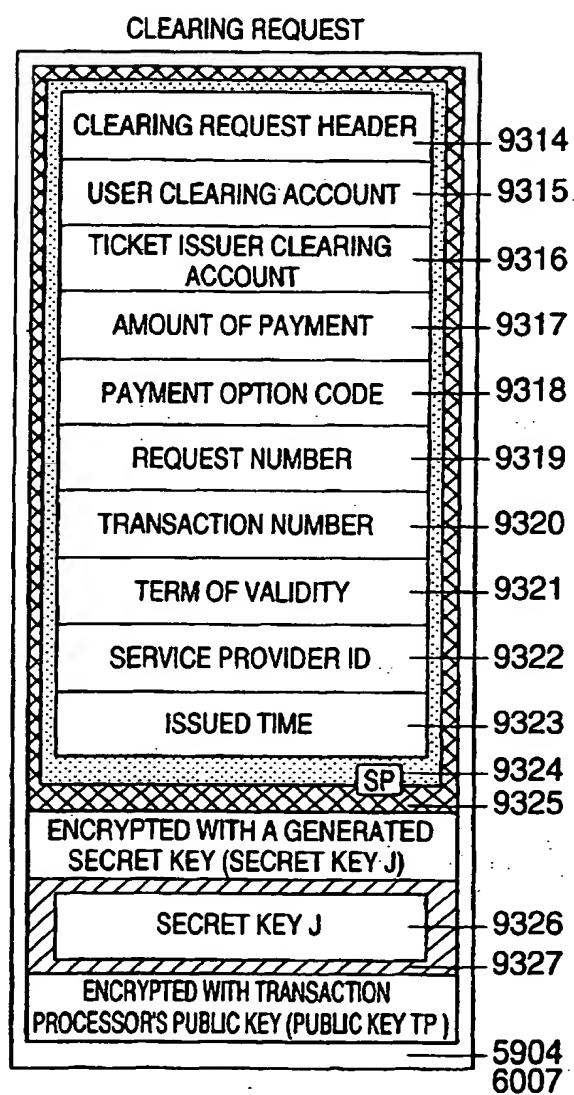 CLEARING REQUEST
CLEARING REQUEST HEADER
9314
USER CLEARING ACCOUNT
9315
TICKET ISSUER CLEARING
ACCOUNT
9316
AMOUNT OF PAYMENT
9317
PAYMENT OPTION CODE
9318
REQUEST NUMBER
9319
TRANSACTION NUMBER
9320
TERM OF VALIDITY
9321
SERVICE PROVIDER ID
9322
ISSUED TIME
9323
SP
9324
9325
ENCRYPTED WITH A GENERATED
SECRET KEY (SECRET KEY J)
SECRET KEY J
9326
9327
ENCRYPTED WITH TRANSACTION
PROCESSOR'S PUBLIC KEY (PUBLIC KEY TP)
5904
6007